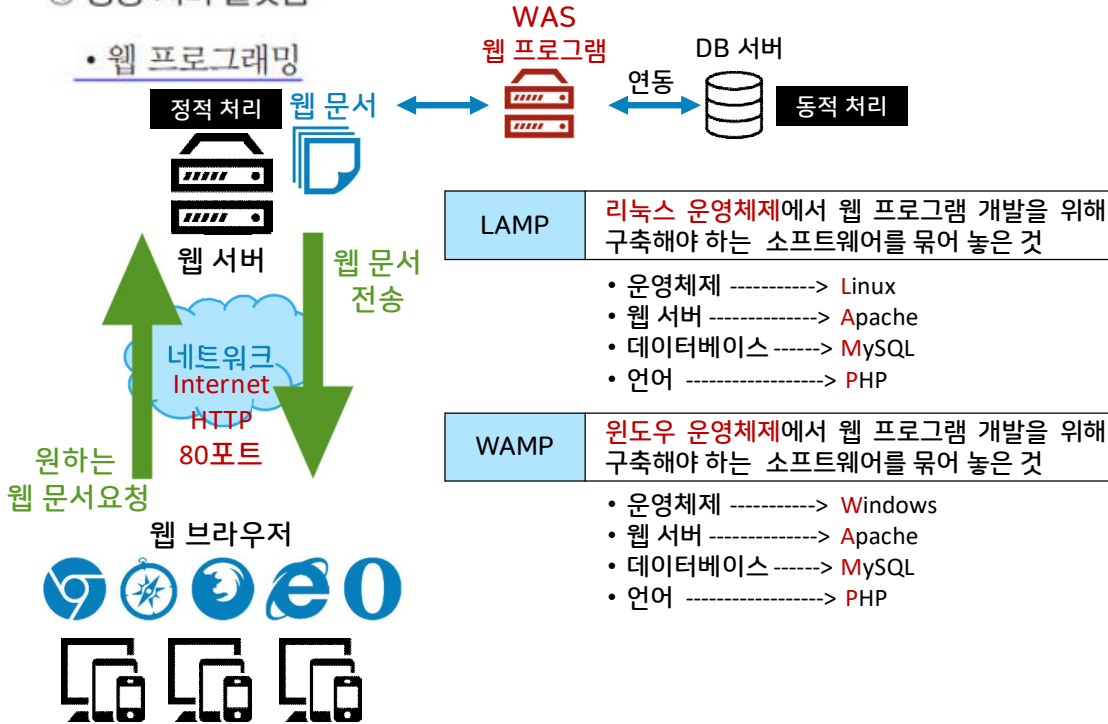 • 웹 프로그래밍
WAS
웹 프로그램
DB 서버
정적 처리
웹 문서
연동
동적 처리
웹 서버
웹 문서
전송
네트워크
Internet
HTTP
80포트
원하는
웹 문서요청
웹 브라우저
LAMP
리눅스 운영체제에서 웹 프로그램 개발을 위해
구축해야 하는 소프트웨어를 묶어 놓은 것
• 운영체제 -----------> Linux
• 웹 서버 --------------> Apache
• 데이터베이스 ------> MySQL
• 언어 ------------------> PHP
WAMP
윈도우 운영체제에서 웹 프로그램 개발을 위해
구축해야 하는 소프트웨어를 묶어 놓은 것
• 운영체제 -----------> Windows
• 웹 서버 --------------> Apache
• 데이터베이스 ------> MySQL
• 언어 ------------------> PHP